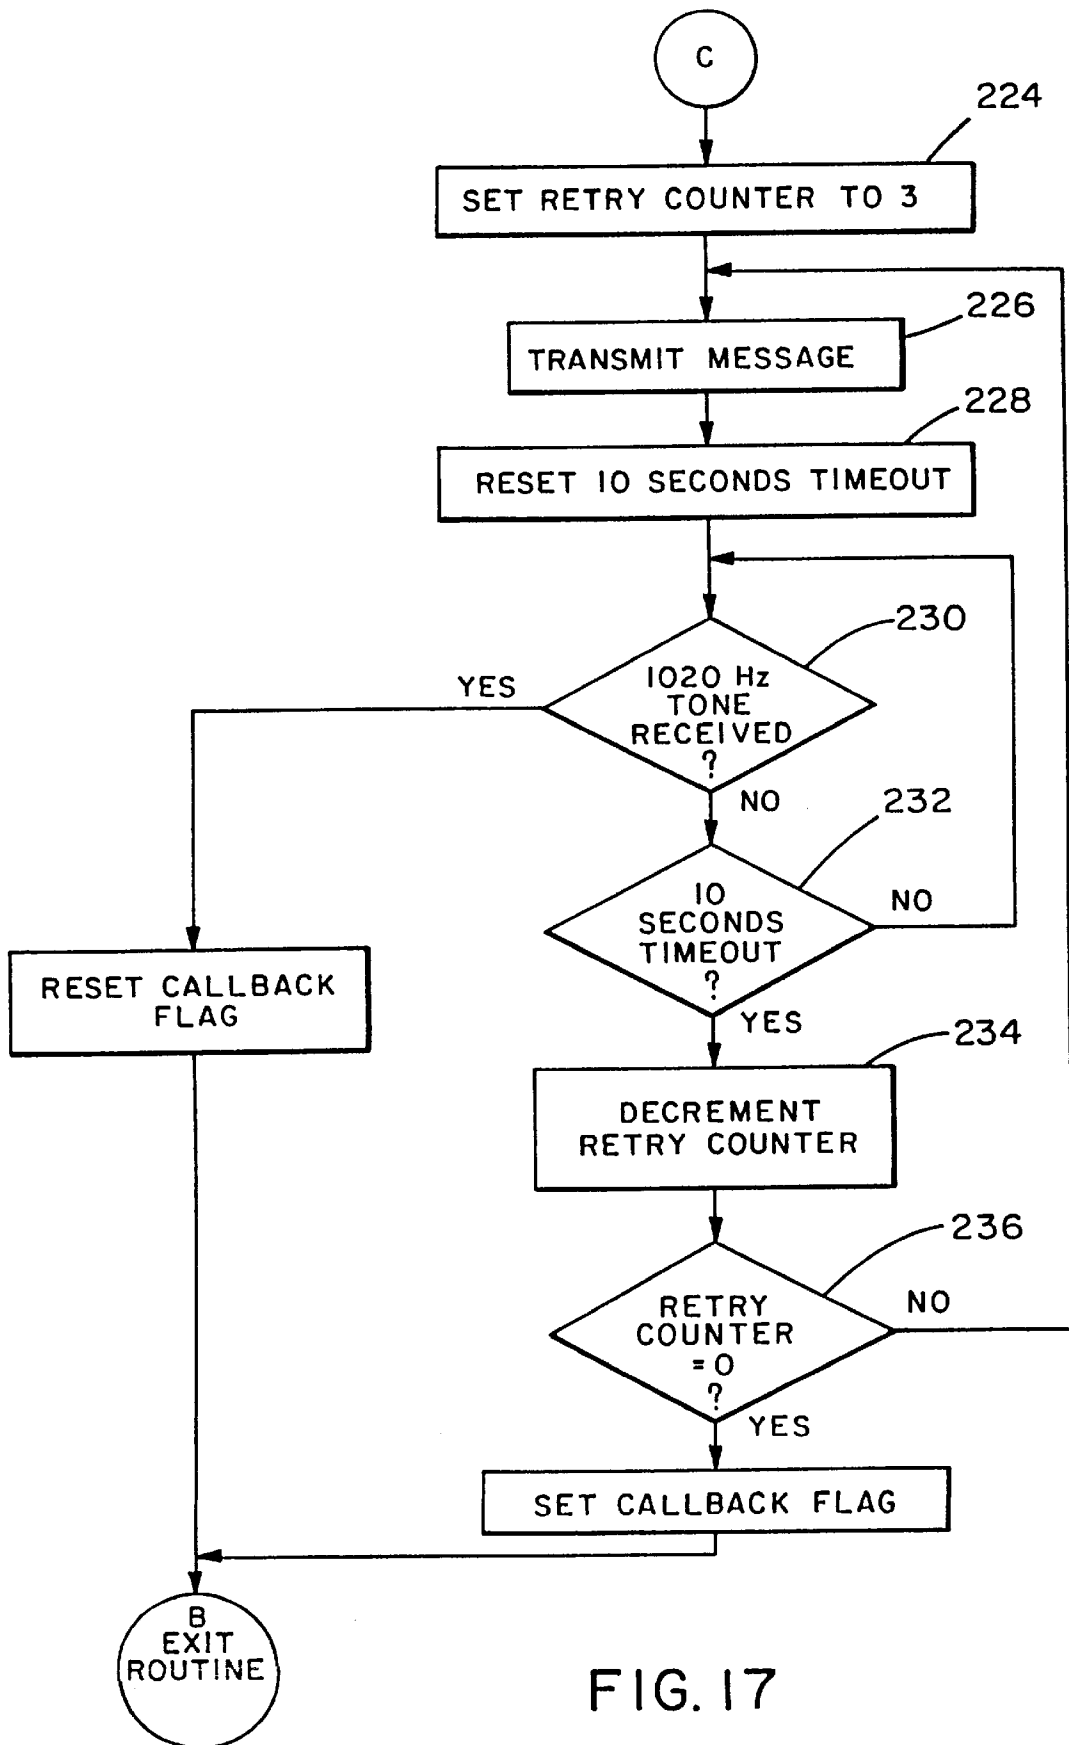 C
224
SET RETRY COUNTER TO 3
226
TRANSMIT MESSAGE
228
RESET 10 SECONDS TIMEOUT
230
YES
1020 Hz
TONE
RECEIVED
?
NO
232
10
SECONDS
TIMEOUT
?
NO
YES
RESET CALLBACK
FLAG
234
DECREMENT
RETRY COUNTER
236
RETRY
COUNTER
= 0
?
NO
YES
SET CALLBACK FLAG
B
EXIT
ROUTINE
FIG. 17